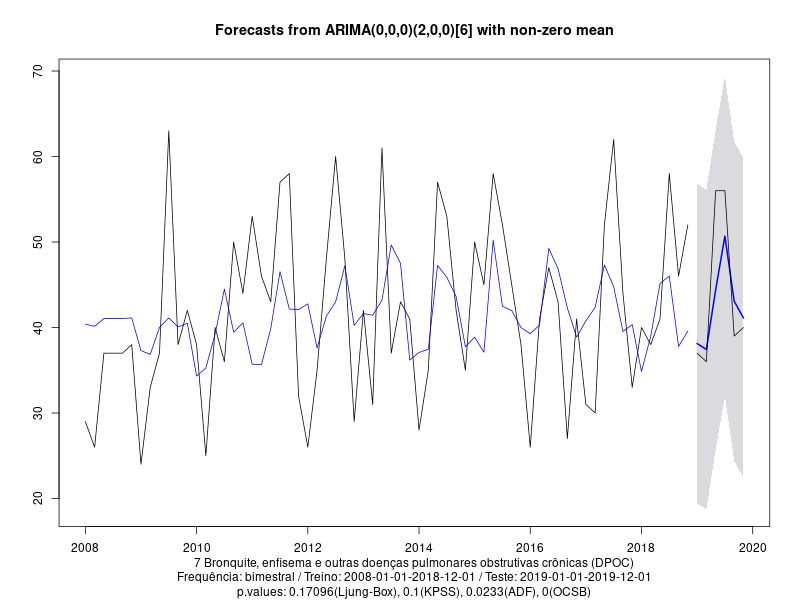 Forecasts from ARIMA(0,0,0)(2,0,0)[6] with non-zero mean
70
60
50
40
30
20
2008 2010 2012 2014 2016 2018 2020
7 Bronquite, enfisema e outras doenças pulmonares obstrutivas crônicas (DPOC)
Frequência: bimestral / Treino: 2008-01-01-2018-12-01 / Teste: 2019-01-01-2019-12-01
p.values: 0.17096(Ljung-Box), 0.1(KPSS), 0.0233(ADF), 0(OCSB)